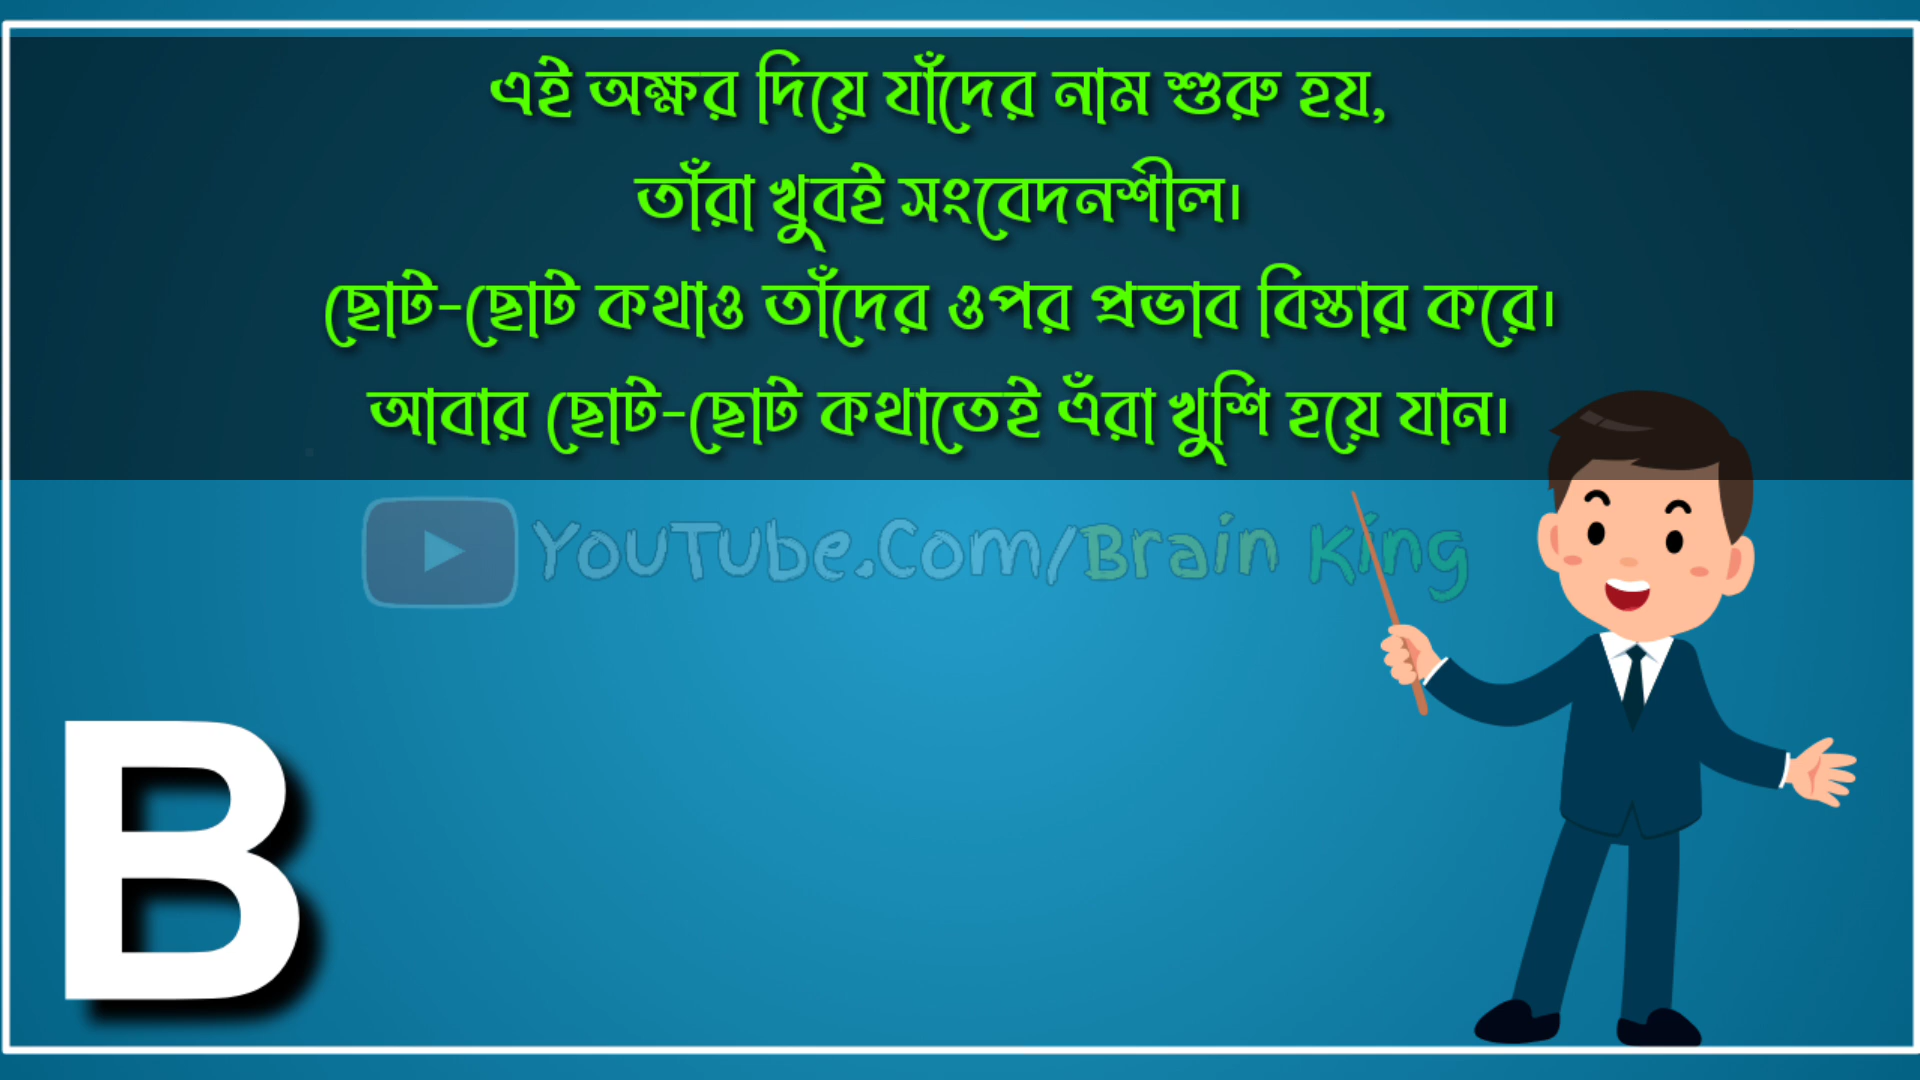 এই অক্ষর দিয়ে যাঁদের নাম শুরু হয়,
তাঁরা খুবই সংবেদনশীল।
ছোট-ছোট কথাও তাঁদের ওপর প্রভাব বিস্তার করে।
আবার ছোট-ছোট কথাতেই এঁরা খুশি হয়ে যান।
YouTube.Com/Brain King
B